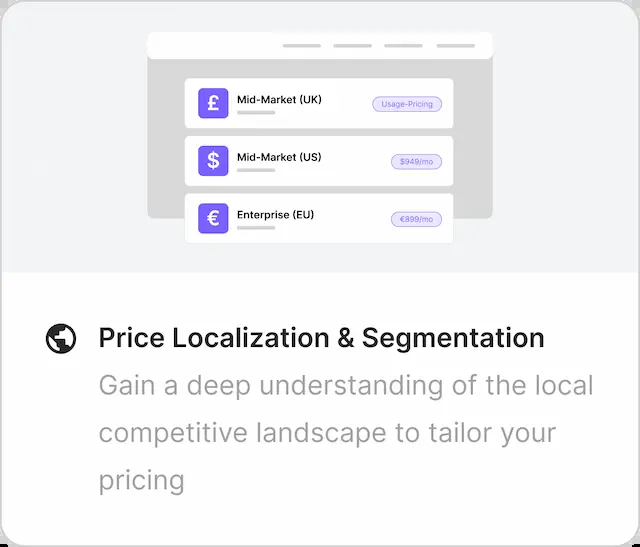 £ Mid-Market (UK) Usage-Pricing
$ Mid-Market (US) $949/mo
€ Enterprise (EU) €899/mo
Price Localization & Segmentation
Gain a deep understanding of the local
competitive landscape to tailor your
pricing